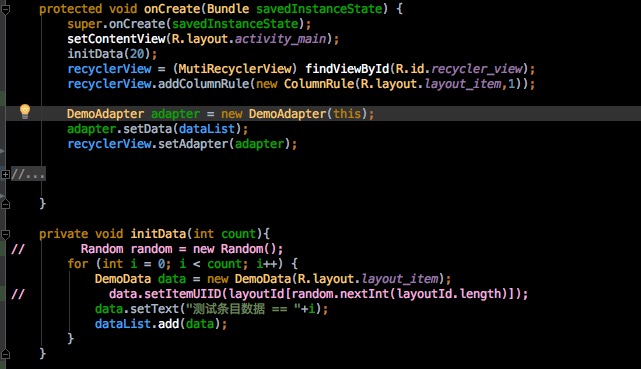 protected void onCreate(Bundle savedInstanceState) {
super.onCreate(savedInstanceState);
setContentView(R.layout.activity_main);
initData(20);
recyclerView = (MutiRecyclerView) findViewById(R.id.recycler_view);
recyclerView.addColumnRule(new ColumnRule(R.layout.layout_item,1));
DemoAdapter adapter = new DemoAdapter(this);
adapter.setData(dataList);
recyclerView.setAdapter(adapter);
//...
}
private void initData(int count){
// Random random = new Random();
for (int i = 0; i < count; i++) {
DemoData data = new DemoData(R.layout.layout_item);
// data.setItemUIID(layoutId[random.nextInt(layoutId.length)]);
data.setText("测试条目数据 == "+i);
dataList.add(data);
}
}